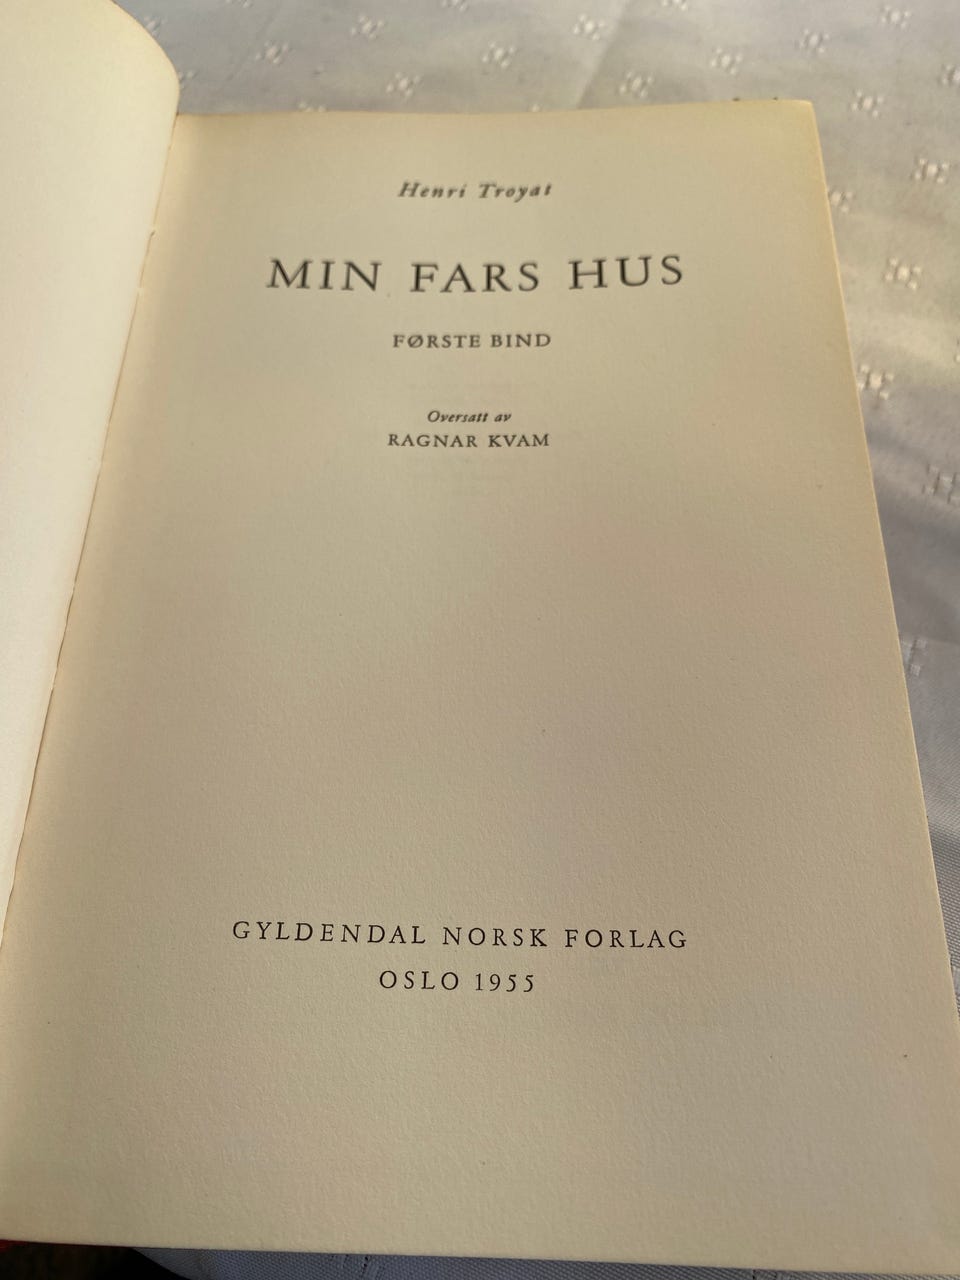 Henri Troyat
MIN FARS HUS
FØRSTE BIND
Oversatt av
RAGNAR KVAM
GYLDENDAL NORSK FORLAG
OSLO 1955